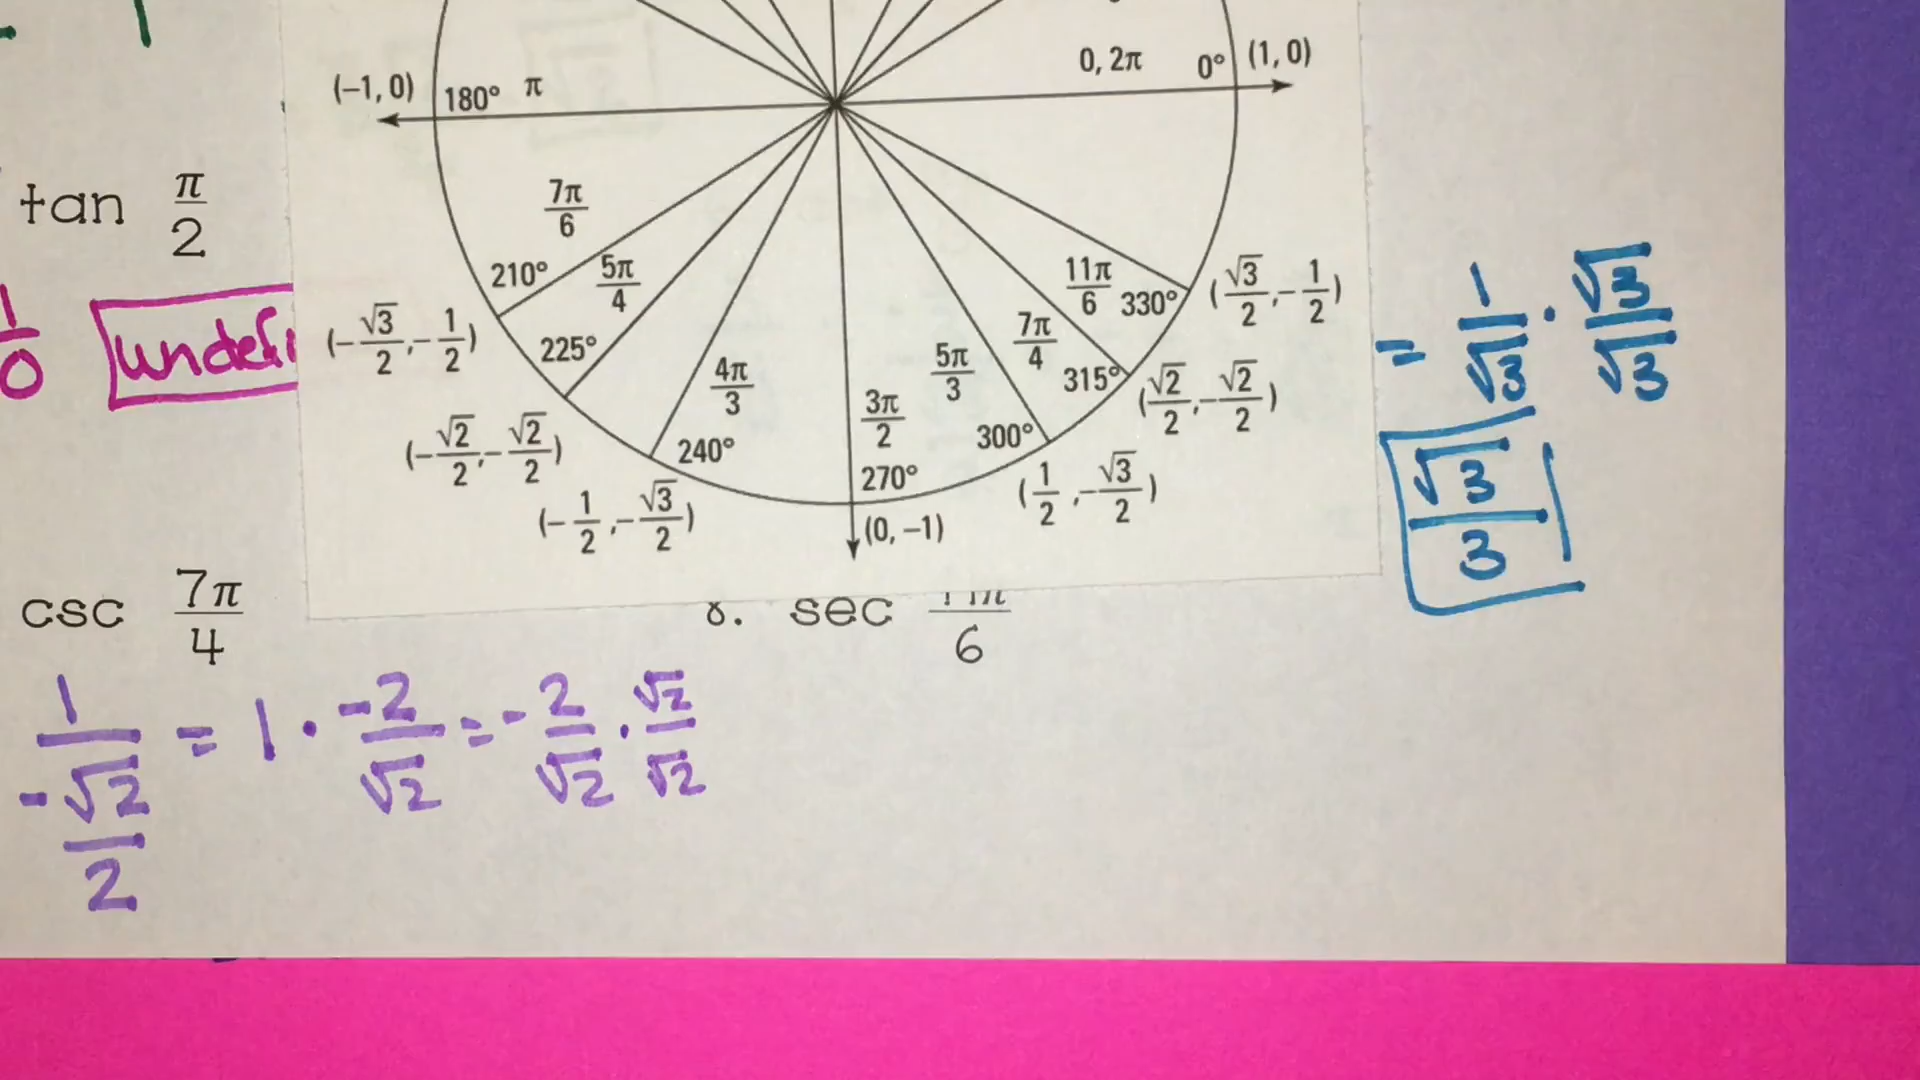 (-1, 0) 180° π
0, 2π 0° (1, 0)
tan π/2
1/0 undefi
7π/6
210°
5π/4
225°
(-√3/2, -1/2)
(-√2/2, -√2/2)
4π/3
240°
(-1/2, -√3/2)
3π/2
270°
(0, -1)
5π/3
300°
(1/2, -√3/2)
7π/4
315°
(√2/2, -√2/2)
11π/6
330°
(√3/2, -1/2)
= 1/√3 · √3/√3
√3/3
csc 7π/4
1/(-√2/2) = 1 · -2/√2 = -2/√2 · √2/√2
8. sec 11π/6